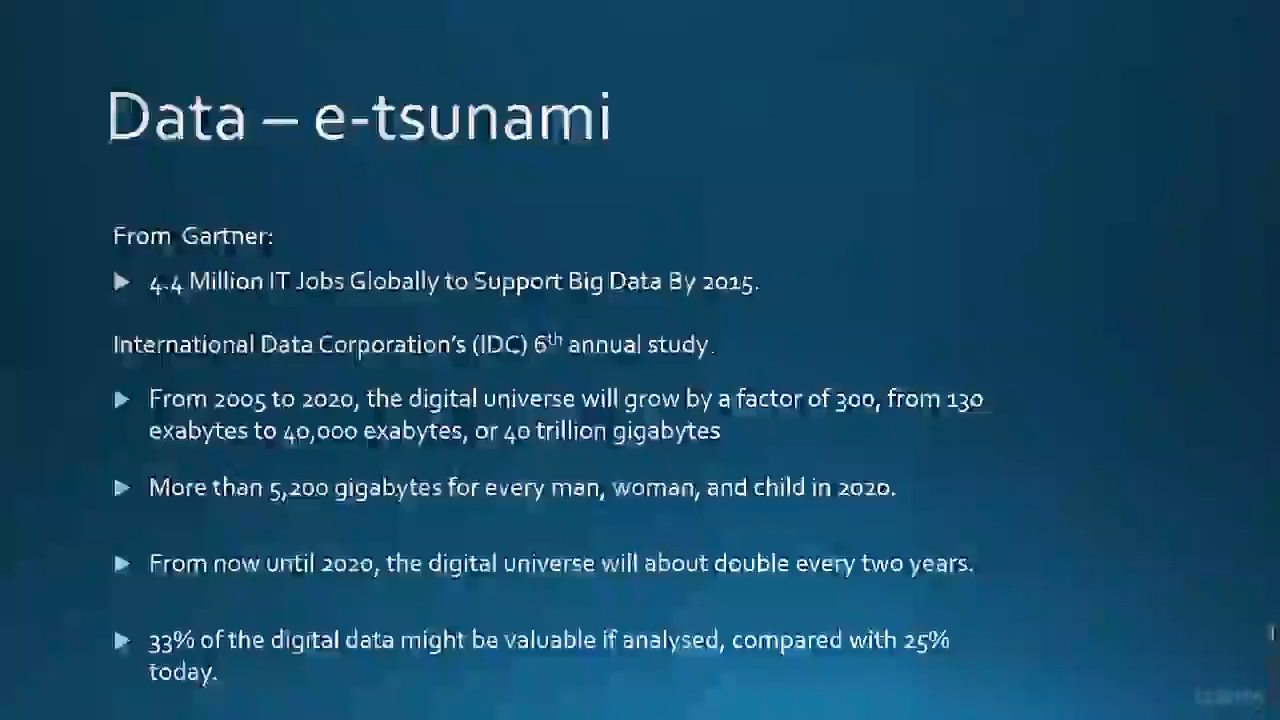 Data – e-tsunami
From Gartner:
4.4 Million IT Jobs Globally to Support Big Data By 2015.
International Data Corporation's (IDC) 6th annual study.
From 2005 to 2020, the digital universe will grow by a factor of 300, from 130
exabytes to 40,000 exabytes, or 40 trillion gigabytes
More than 5,200 gigabytes for every man, woman, and child in 2020.
From now until 2020, the digital universe will about double every two years.
33% of the digital data might be valuable if analysed, compared with 25%
today.